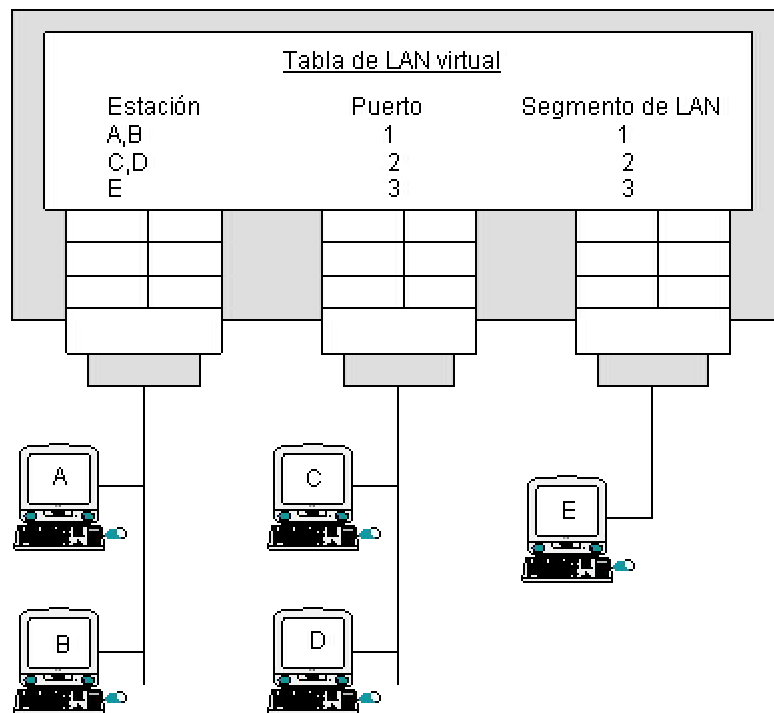 Tabla de LAN virtual
Estación Puerto Segmento de LAN
A,B 1 1
C,D 2 2
E 3 3
A
C
E
B
D